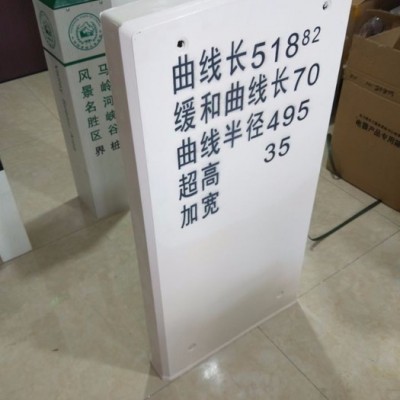 曲线长51882
缓和曲线长70
曲线半径495
超高 35
加宽
马岭河峡谷
风景名胜区界桩